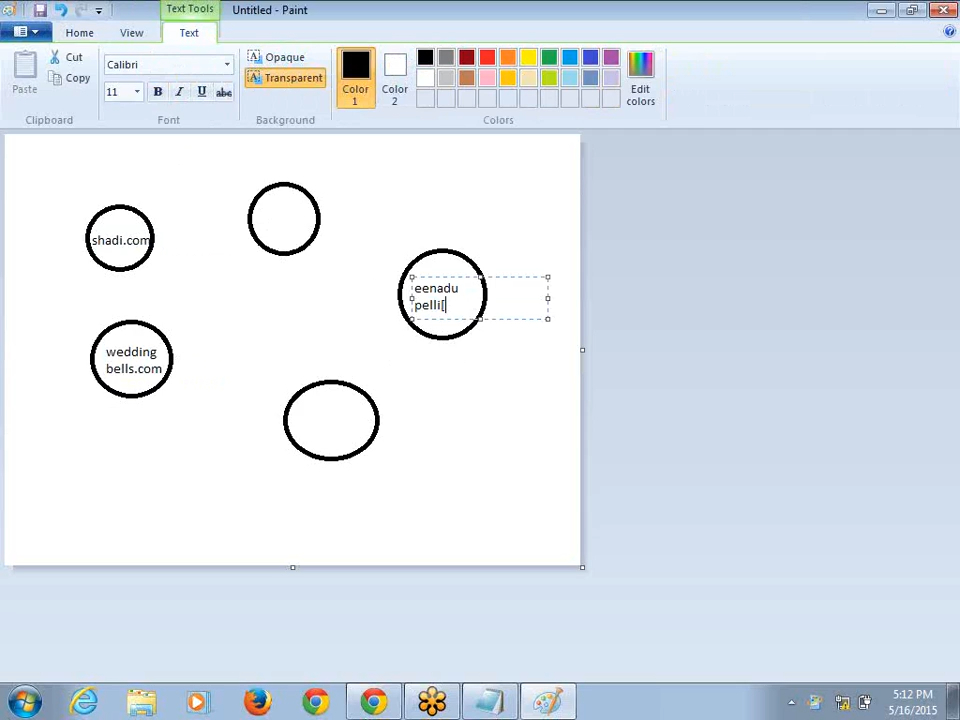 Text Tools
Untitled - Paint
Home
View
Text
Paste
Cut
Copy
Clipboard
Calibri
11
B
I
U
abc
Font
Opaque
Transparent
Background
Color 1
Color 2
Edit colors
Colors
shadi.com
eenadu
pelli[
wedding
bells.com
5:12 PM
5/16/2015